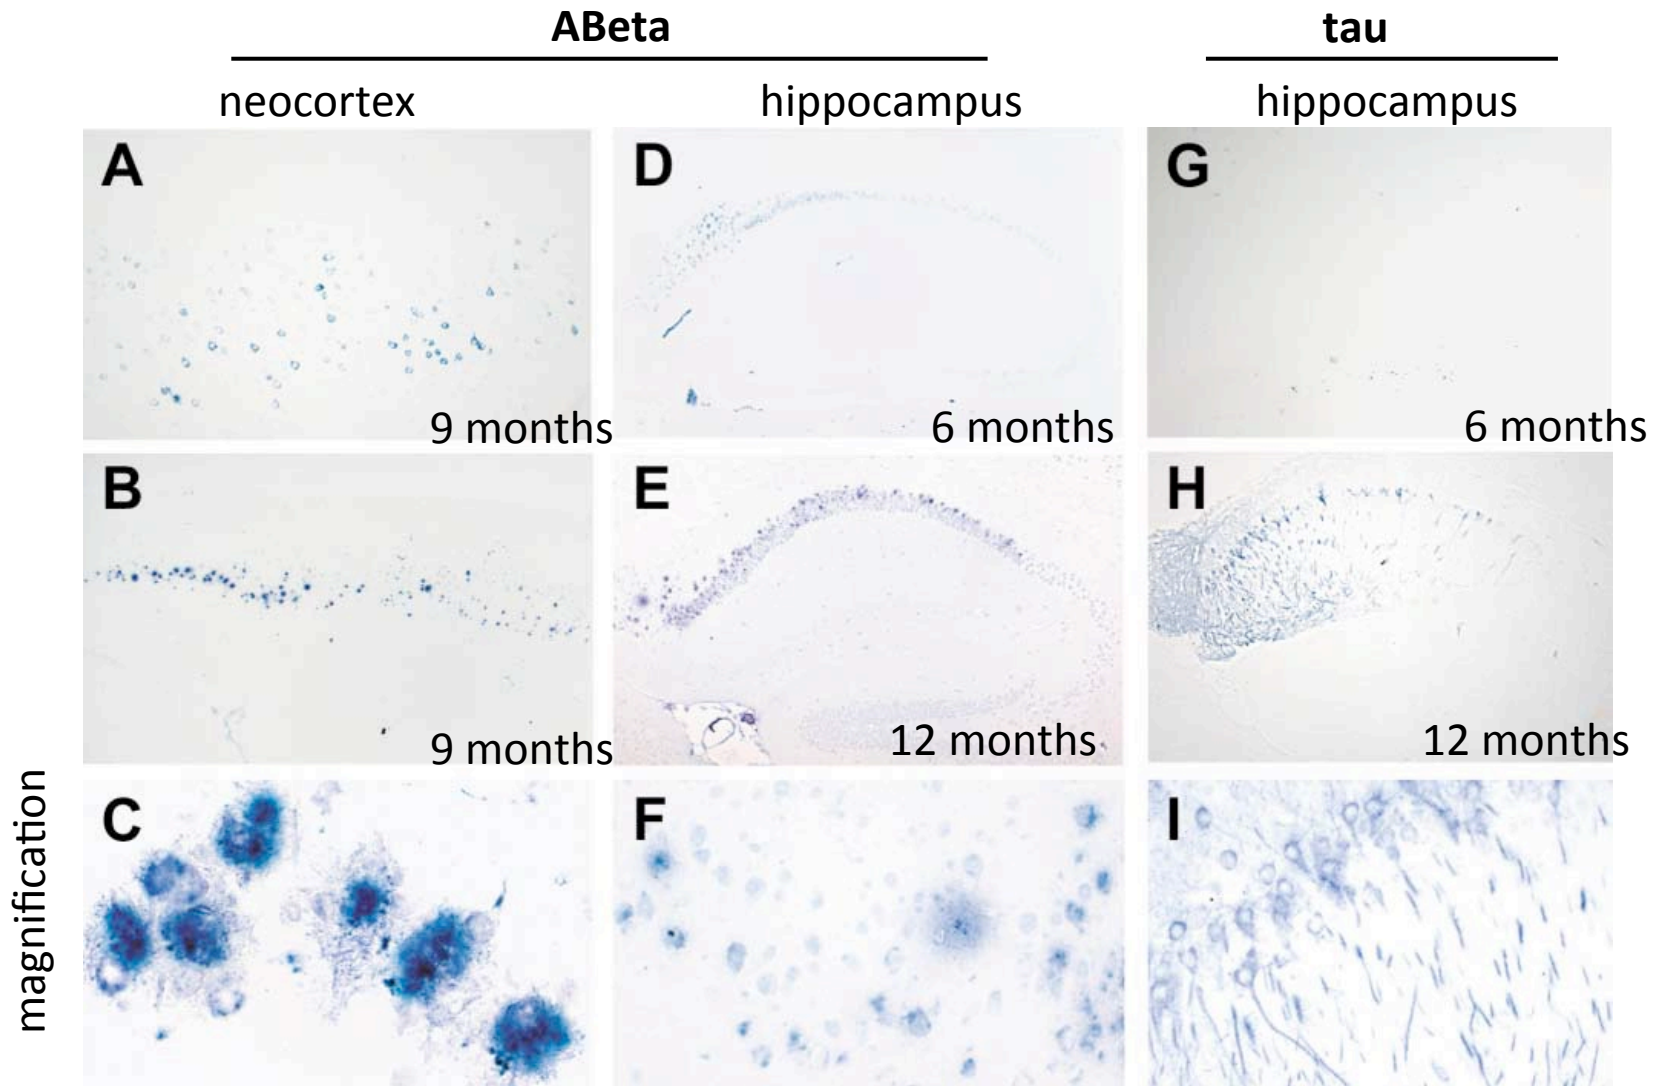 ABeta
tau
neocortex
hippocampus
hippocampus
A
D
G
9 months
6 months
6 months
B
E
H
9 months
12 months
12 months
magnification
C
F
I